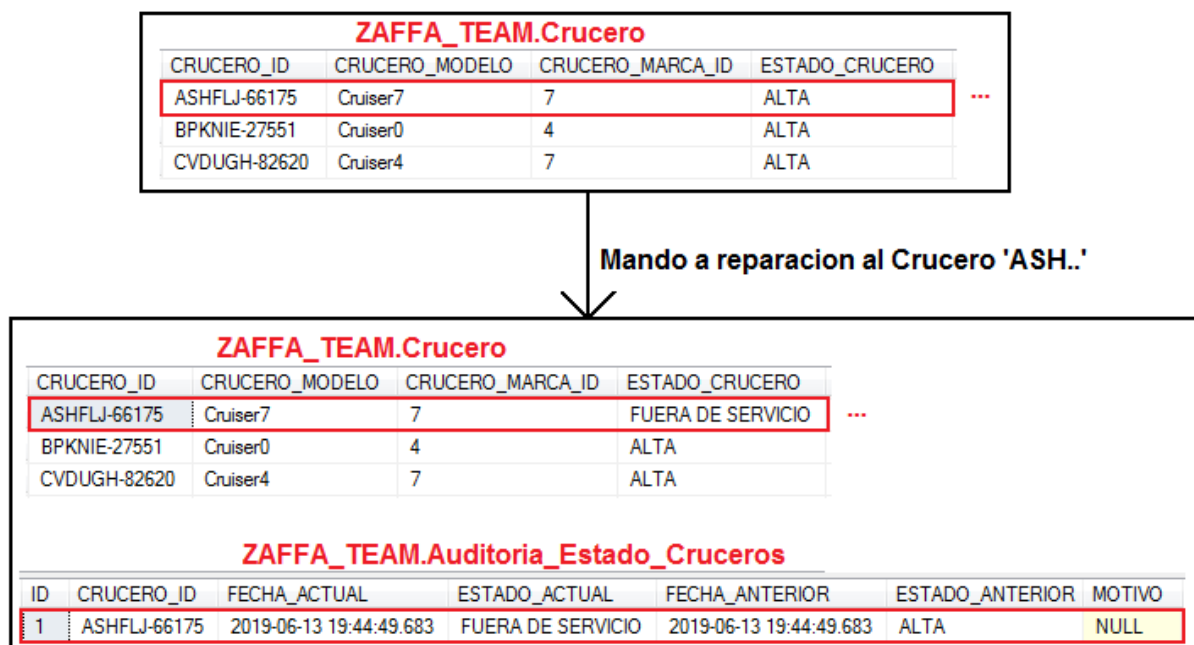 ZAFFA_TEAM.Crucero
CRUCERO_ID CRUCERO_MODELO CRUCERO_MARCA_ID ESTADO_CRUCERO
ASHFLJ-66175 Cruiser7 7 ALTA ...
BPKNIE-27551 Cruiser0 4 ALTA
CVDUGH-82620 Cruiser4 7 ALTA
Mando a reparacion al Crucero 'ASH..'
ZAFFA_TEAM.Crucero
CRUCERO_ID CRUCERO_MODELO CRUCERO_MARCA_ID ESTADO_CRUCERO
ASHFLJ-66175 Cruiser7 7 FUERA DE SERVICIO ...
BPKNIE-27551 Cruiser0 4 ALTA
CVDUGH-82620 Cruiser4 7 ALTA
ZAFFA_TEAM.Auditoria_Estado_Cruceros
ID CRUCERO_ID FECHA_ACTUAL ESTADO_ACTUAL FECHA_ANTERIOR ESTADO_ANTERIOR MOTIVO
1 ASHFLJ-66175 2019-06-13 19:44:49.683 FUERA DE SERVICIO 2019-06-13 19:44:49.683 ALTA NULL